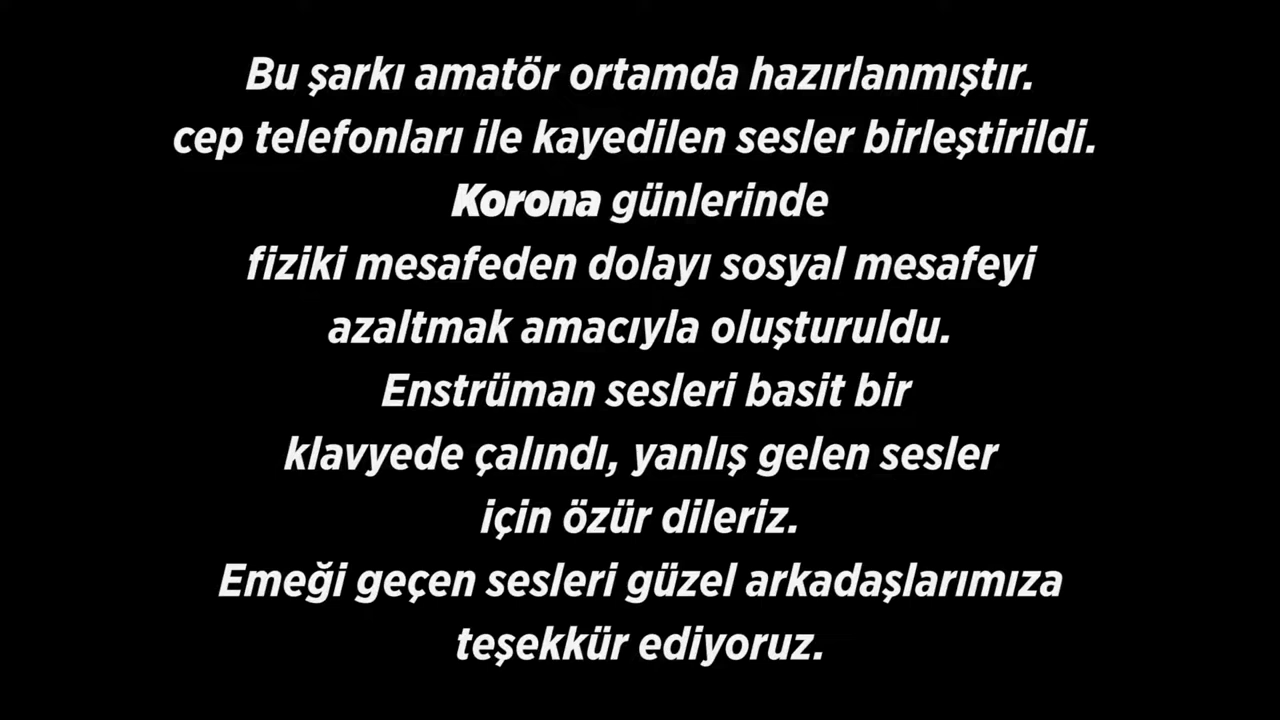 Bu şarkı amatör ortamda hazırlanmıştır.
cep telefonları ile kayedilen sesler birleştirildi.
Korona günlerinde
fiziki mesafeden dolayı sosyal mesafeyi
azaltmak amacıyla oluşturuldu.
Enstrüman sesleri basit bir
klavyede çalındı, yanlış gelen sesler
için özür dileriz.
Emeği geçen sesleri güzel arkadaşlarımıza
teşekkür ediyoruz.